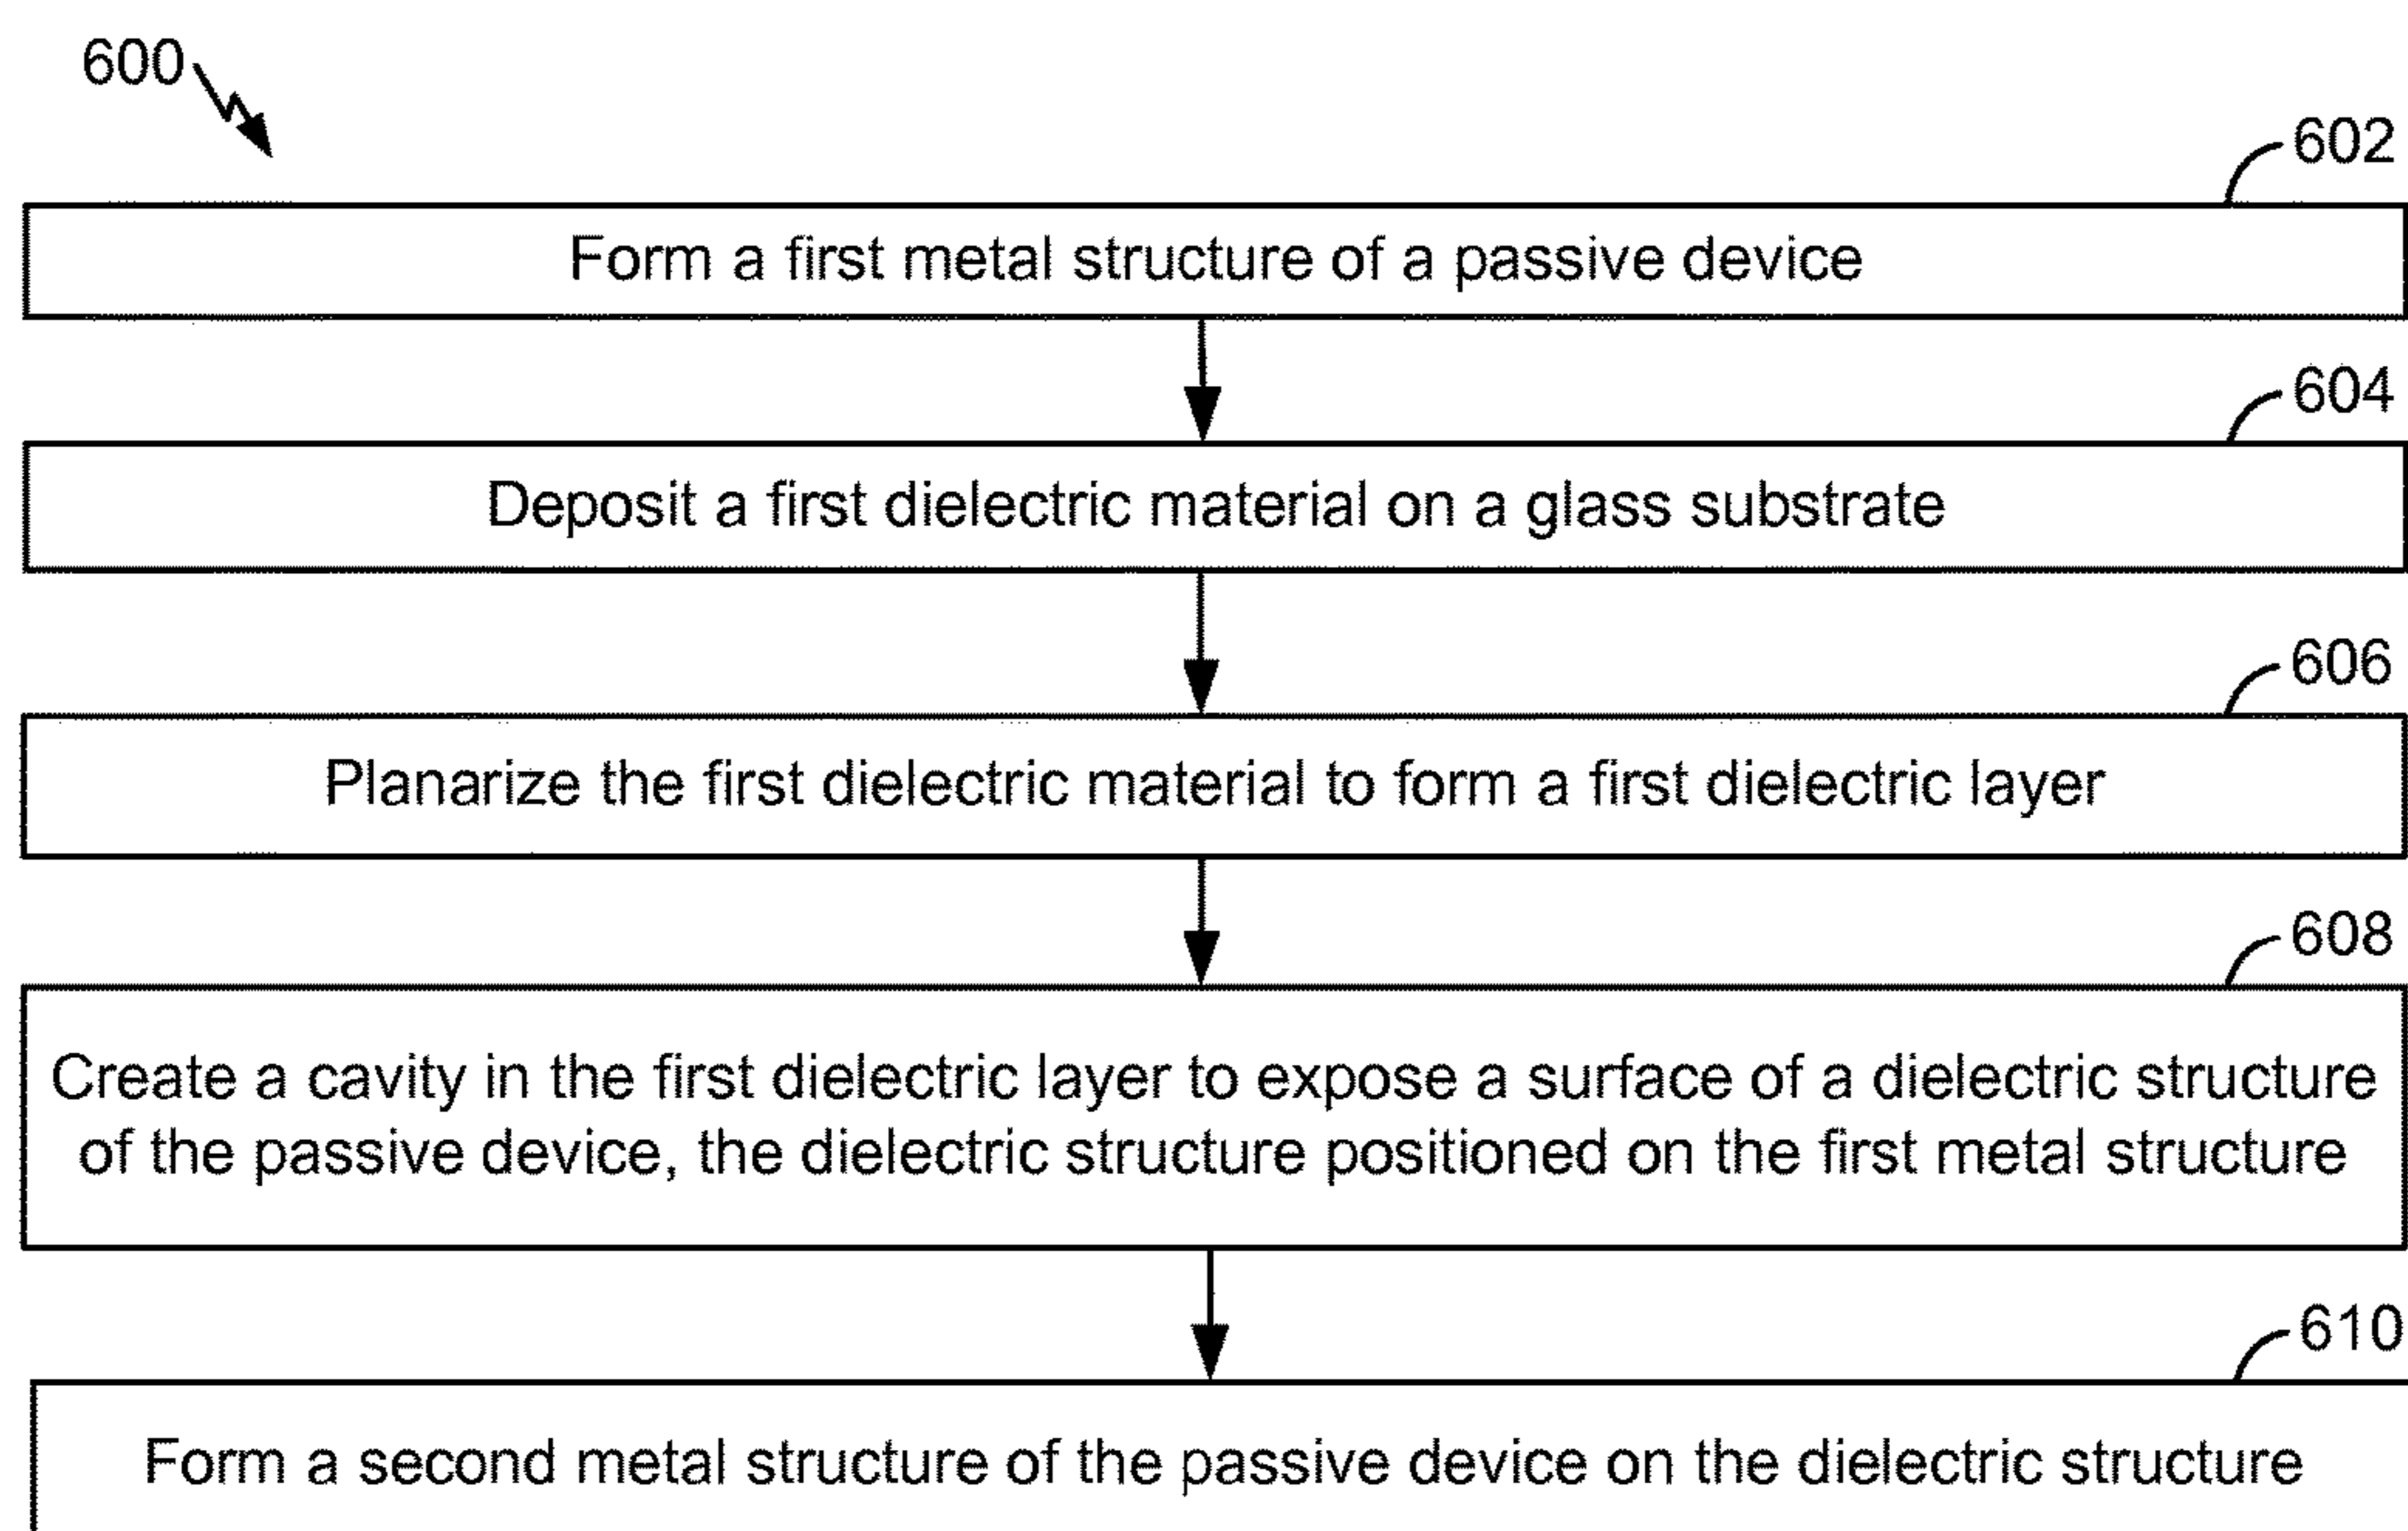 600
602
Form a first metal structure of a passive device
604
Deposit a first dielectric material on a glass substrate
606
Planarize the first dielectric material to form a first dielectric layer
608
Create a cavity in the first dielectric layer to expose a surface of a dielectric structure
of the passive device, the dielectric structure positioned on the first metal structure
610
Form a second metal structure of the passive device on the dielectric structure